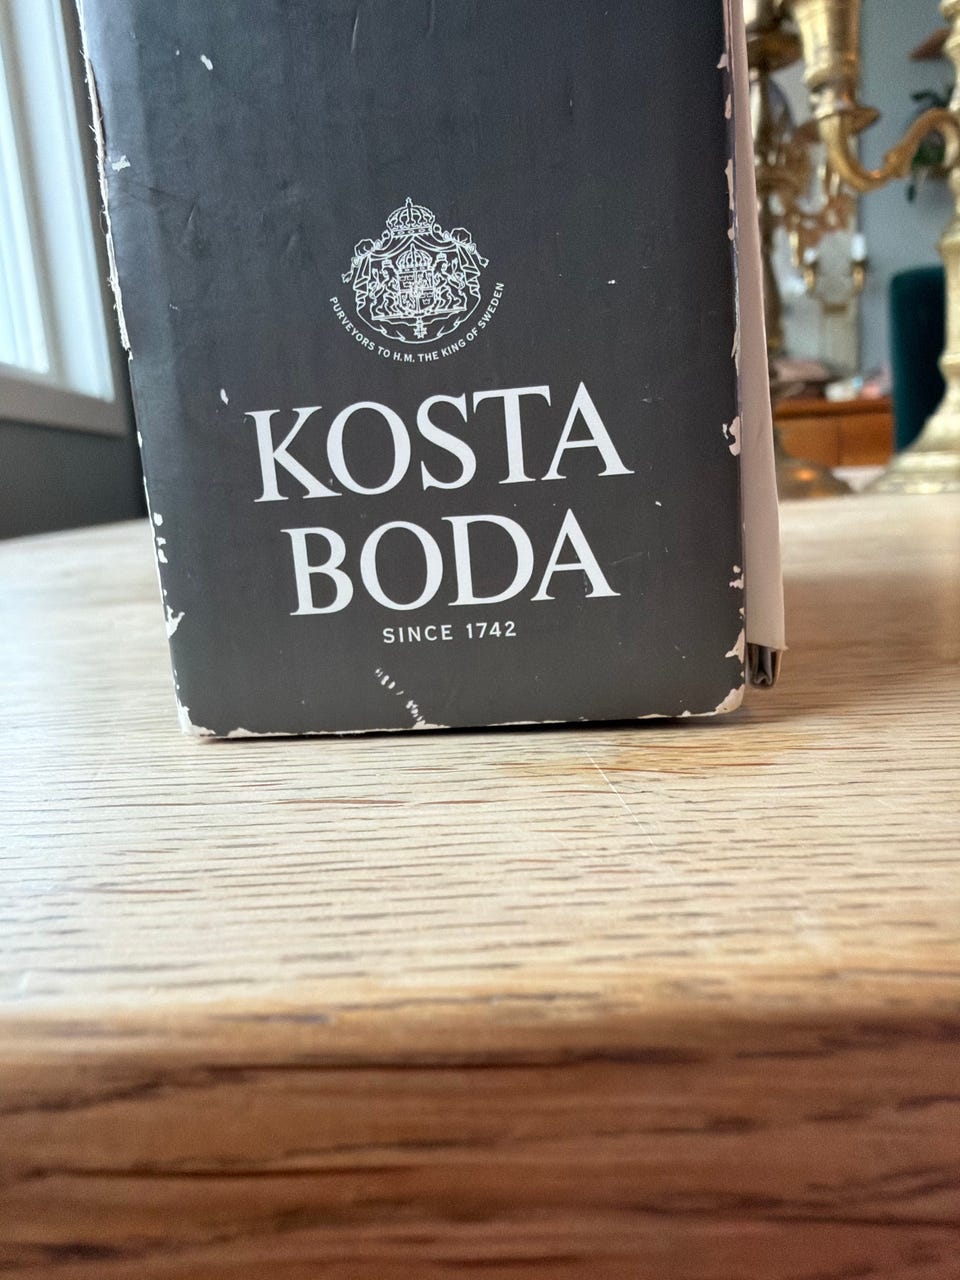 PURVEYORS TO H.M. THE KING OF SWEDEN
KOSTA
BODA
SINCE 1742